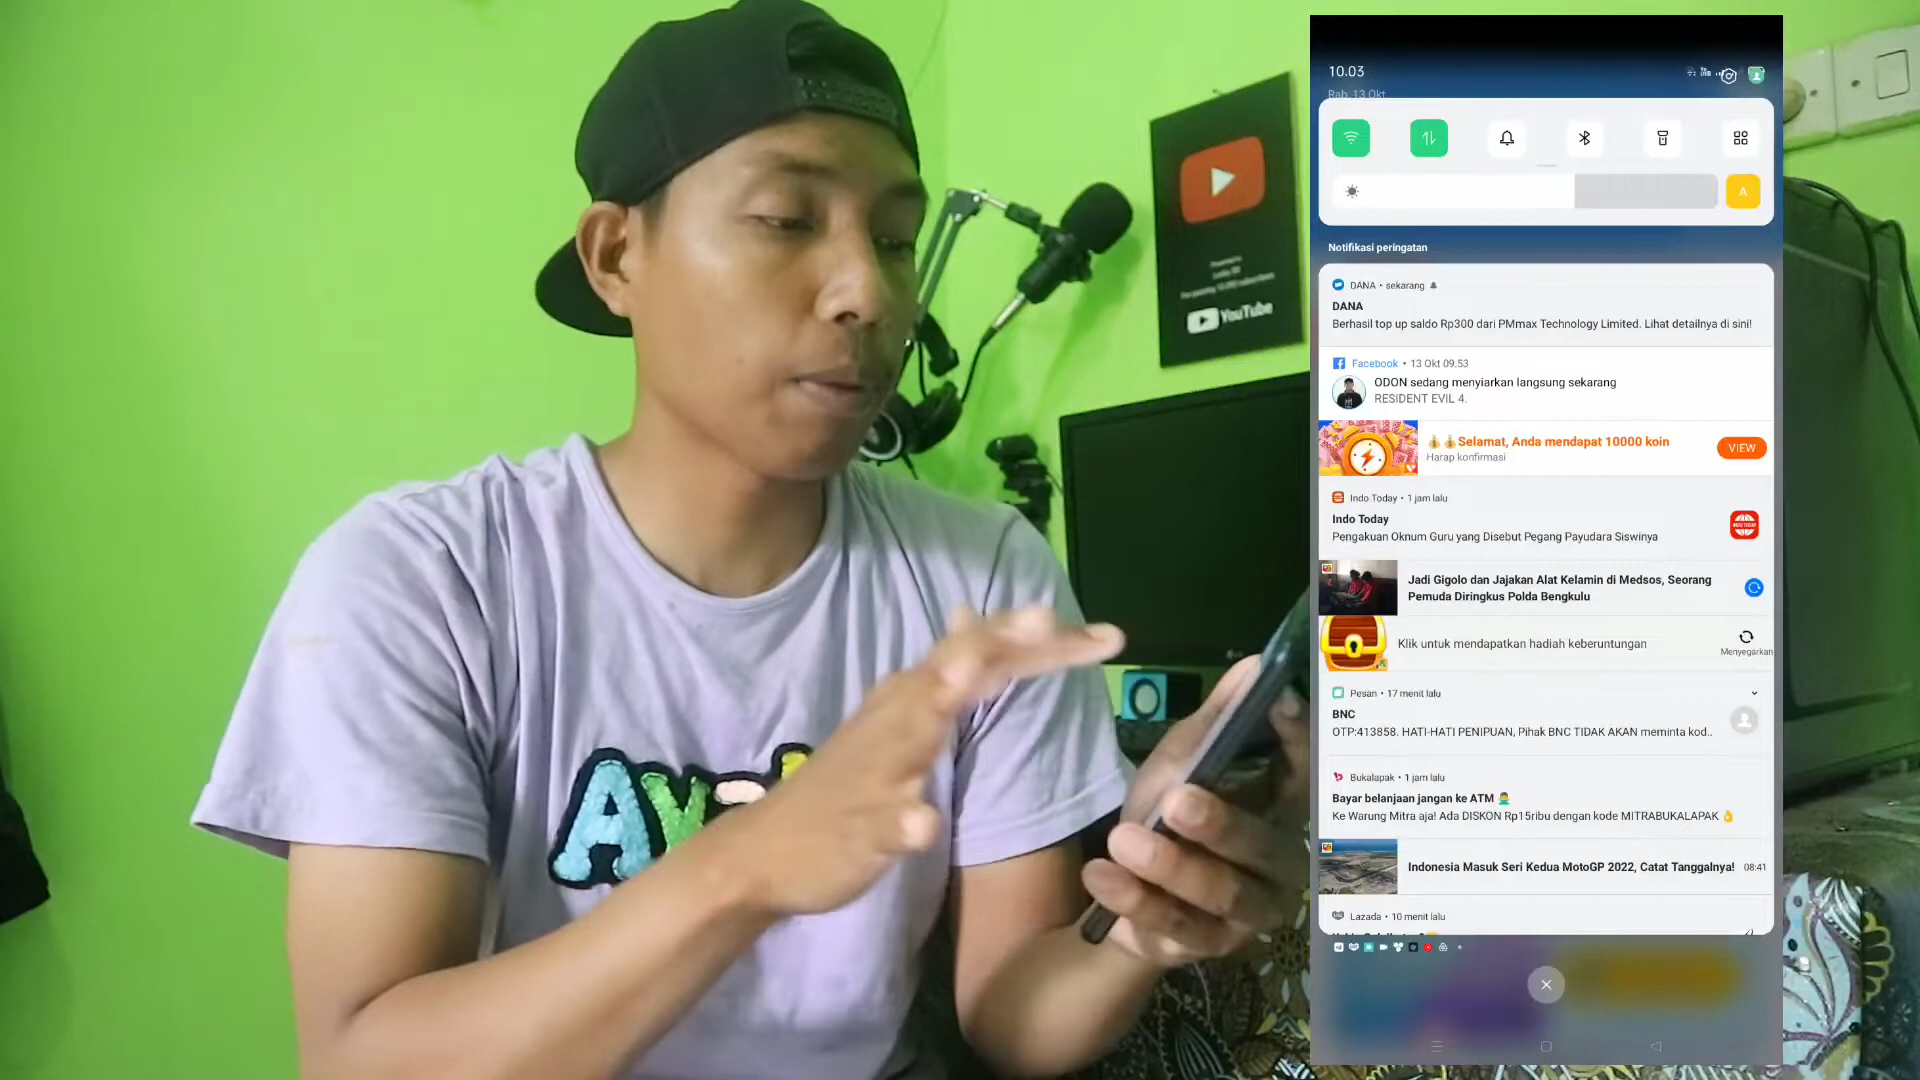 YouTube
AY
10.03
Rab, 13 Okt
A
Notifikasi peringatan
DANA • sekarang
DANA
Berhasil top up saldo Rp300 dari PMmax Technology Limited. Lihat detailnya di sini!
Facebook • 13 Okt 09.53
ODON sedang menyiarkan langsung sekarang
RESIDENT EVIL 4.
💰💰Selamat, Anda mendapat 10000 koin
Harap konfirmasi
VIEW
Indo Today • 1 jam lalu
Indo Today
Pengakuan Oknum Guru yang Disebut Pegang Payudara Siswinya
INDO TODAY
Jadi Gigolo dan Jajakan Alat Kelamin di Medsos, Seorang
Pemuda Diringkus Polda Bengkulu
Klik untuk mendapatkan hadiah keberuntungan
Menyegarkan
Pesan • 17 menit lalu
BNC
OTP:413858. HATI-HATI PENIPUAN, Pihak BNC TIDAK AKAN meminta kod..
Bukalapak • 1 jam lalu
Bayar belanjaan jangan ke ATM 🙅‍♂️
Ke Warung Mitra aja! Ada DISKON Rp15ribu dengan kode MITRABUKALAPAK 👌
Indonesia Masuk Seri Kedua MotoGP 2022, Catat Tanggalnya!
08:41
Lazada • 10 menit lalu